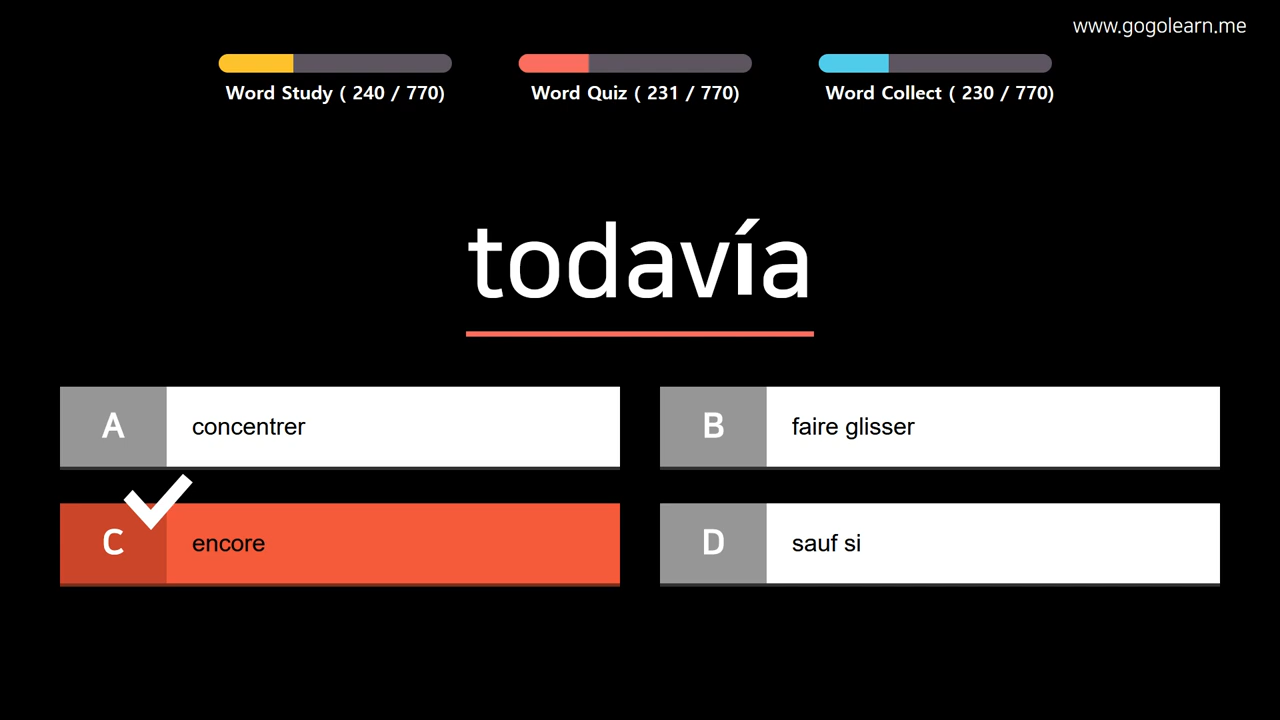 www.gogolearn.me
Word Study ( 240 / 770)
Word Quiz ( 231 / 770)
Word Collect ( 230 / 770)
todavía
A concentrer
B faire glisser
C encore
D sauf si